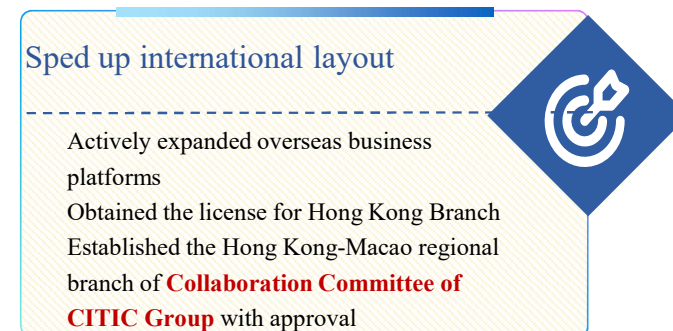 Sped up international layout
Actively expanded overseas business
platforms
Obtained the license for Hong Kong Branch
Established the Hong Kong-Macao regional
branch of Collaboration Committee of
CITIC Group with approval